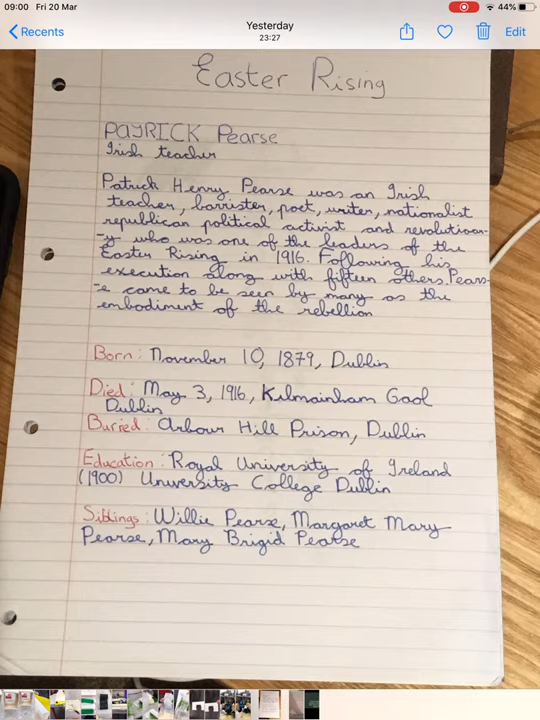 09:00 Fri 20 Mar
44%
Recents
Yesterday
23:27
Edit
Easter Rising
PATRICK Pearse
Irish teacher
Patrick Henry Pearse was an Irish
teacher, barrister, poet, writer, nationalist
republican political activist and revolution-
-y who was one of the leaders of the
Easter Rising in 1916. Following his
execution along with fifteen others.Pears-
-e came to be seen by many as the
embodiment of the rebellion
Born: November 10, 1879, Dublin
Died: May 3, 1916, Kilmainham Gaol
Dublin
Buried: Arbour Hill Prison, Dublin
Education: Royal University of Ireland
(1900) University College Dublin
Siblings: Willie Pearse, Margaret Mary
Pearse, Mary Brigid Pearse